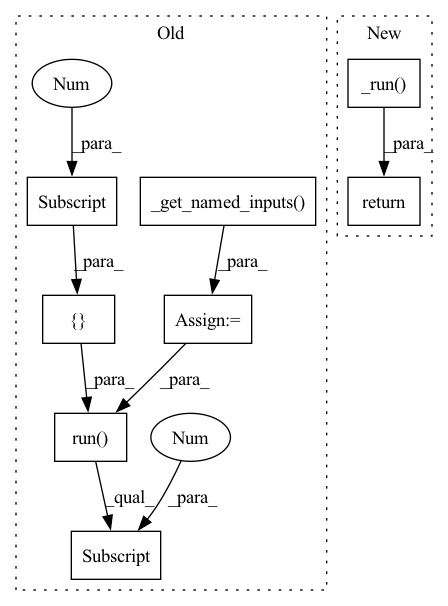 Old
New
Num
_run()
_para_
_para_
Subscript
_get_named_inputs()
return
_para_
_para_
{}
Assign:=
_para_
_para_
run()
Num
_qual_
_para_
Subscript